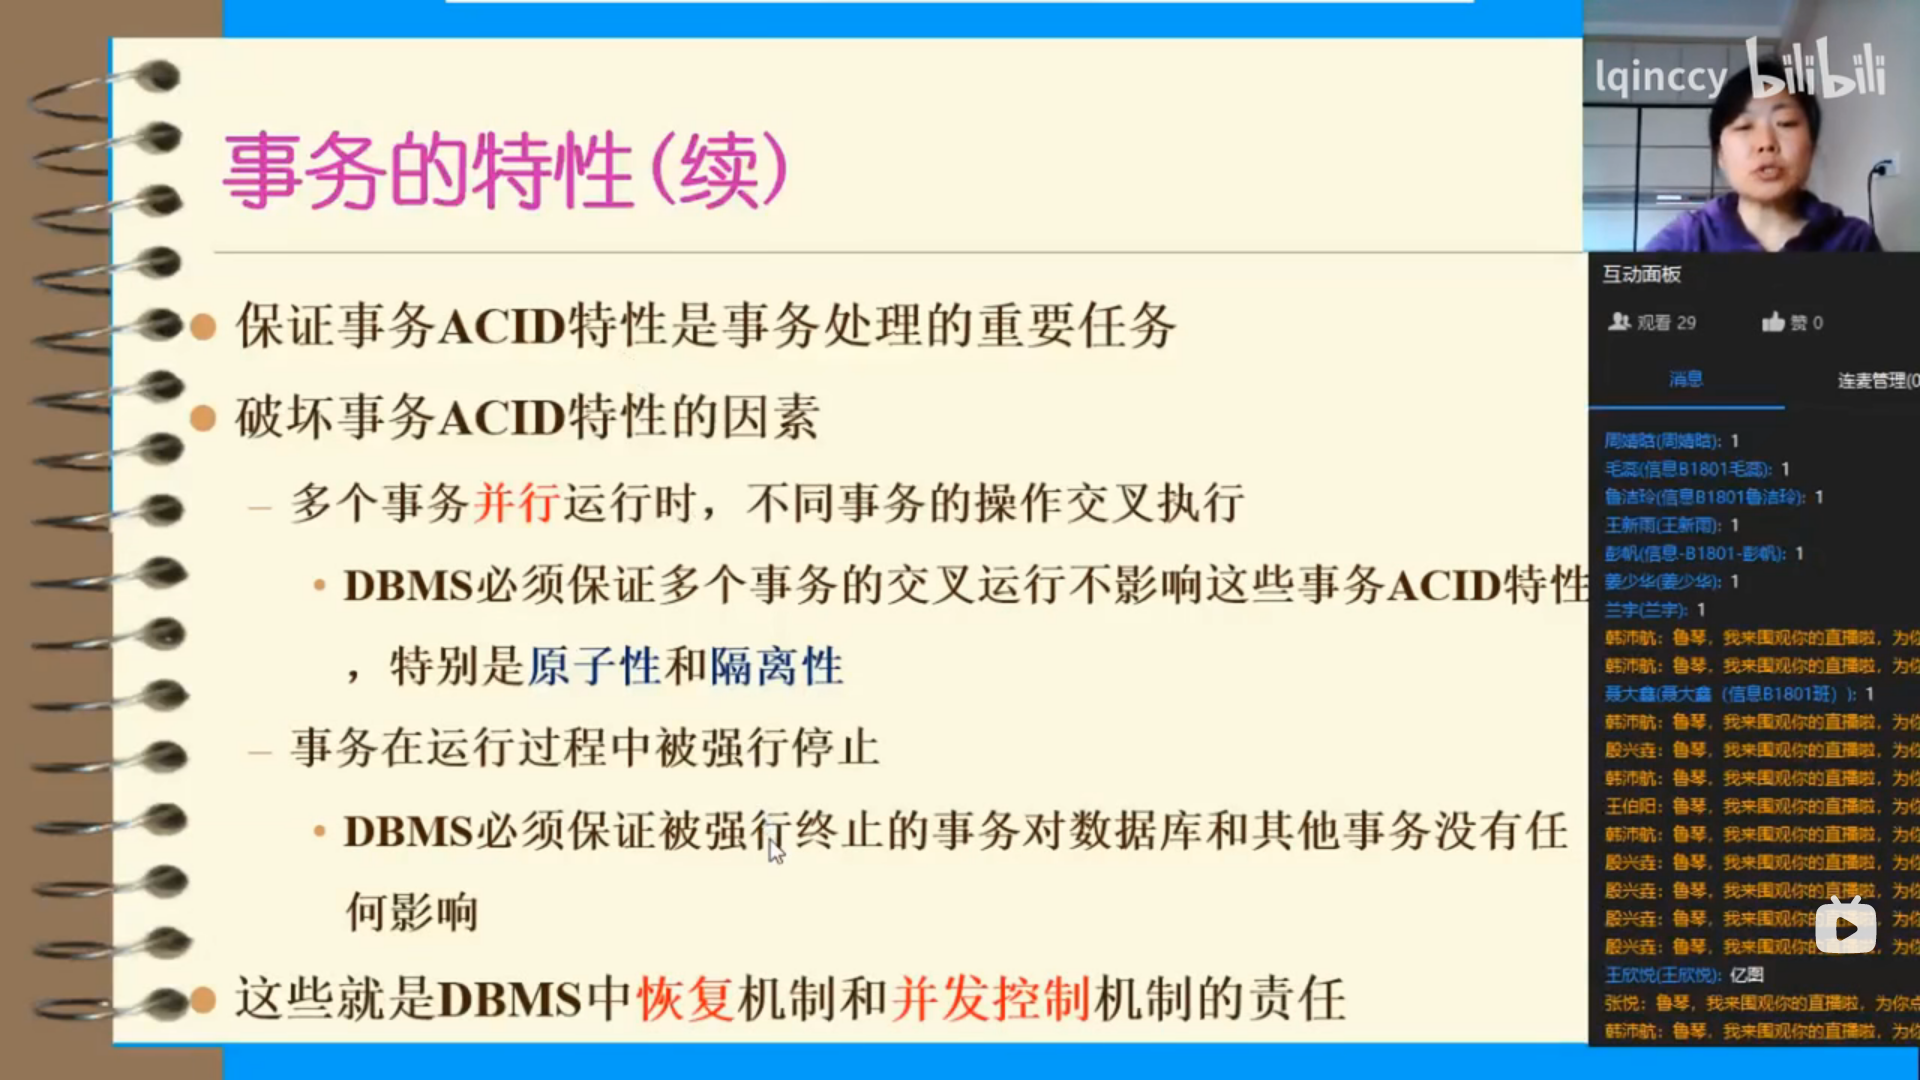 事务的特性(续)
保证事务ACID特性是事务处理的重要任务
破坏事务ACID特性的因素
– 多个事务并行运行时，不同事务的操作交叉执行
• DBMS必须保证多个事务的交叉运行不影响这些事务ACID特性
，特别是原子性和隔离性
– 事务在运行过程中被强行停止
• DBMS必须保证被强行终止的事务对数据库和其他事务没有任
何影响
这些就是DBMS中恢复机制和并发控制机制的责任
lqinccy bilibili
互动面板
观看 29 赞 0
消息 连麦管理(0
周婧晗(周婧晗): 1
毛蕊(信息B1801毛蕊): 1
鲁洁玲(信息B1801鲁洁玲): 1
王新雨(王新雨): 1
彭帆(信息-B1801-彭帆): 1
姜少华(姜少华): 1
兰宇(兰宇): 1
韩沛航: 鲁琴，我来围观你的直播啦，为你
韩沛航: 鲁琴，我来围观你的直播啦，为你
聂大鑫(聂大鑫（信息B1801班）): 1
韩沛航: 鲁琴，我来围观你的直播啦，为你
殷兴垚: 鲁琴，我来围观你的直播啦，为你
韩沛航: 鲁琴，我来围观你的直播啦，为你
王伯阳: 鲁琴，我来围观你的直播啦，为你
韩沛航: 鲁琴，我来围观你的直播啦，为你
殷兴垚: 鲁琴，我来围观你的直播啦，为你
殷兴垚: 鲁琴，我来围观你的直播啦，为你
殷兴垚: 鲁琴，我来围观你的直播啦，为你
殷兴垚: 鲁琴，我来围观你的直播啦，为你
王欣悦(王欣悦): 亿图
张悦: 鲁琴，我来围观你的直播啦，为你点
韩沛航: 鲁琴，我来围观你的直播啦，为你